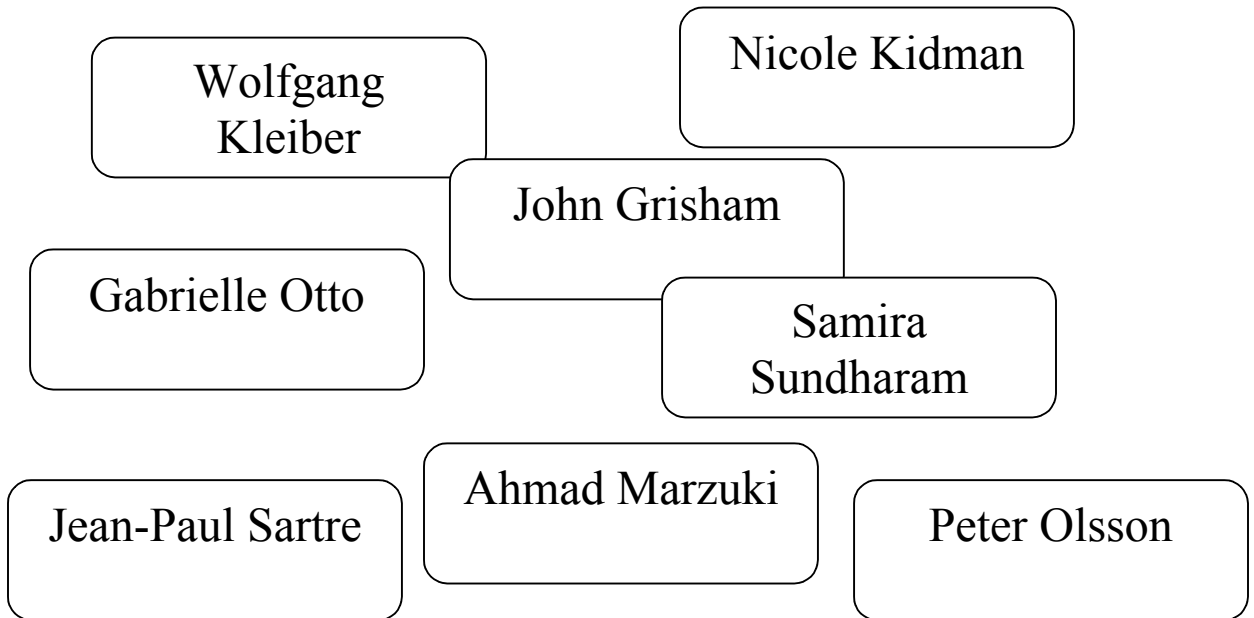 Nicole Kidman
Wolfgang
Kleiber
John Grisham
Gabrielle Otto
Samira
Sundharam
Ahmad Marzuki
Jean-Paul Sartre
Peter Olsson